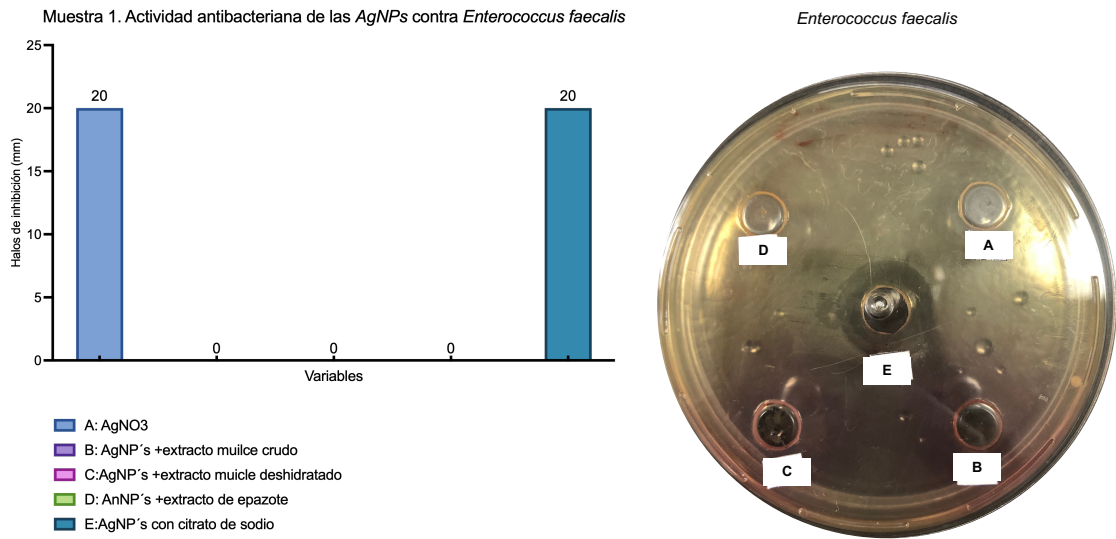 Muestra 1. Actividad antibacteriana de las AgNPs contra Enterococcus faecalis
Halos de inhibición (mm)
25
20
15
10
5
0
20
0
0
0
20
Variables
A: AgNO3
B: AgNP´s +extracto muilce crudo
C:AgNP´s +extracto muicle deshidratado
D: AnNP´s +extracto de epazote
E:AgNP´s con citrato de sodio
Enterococcus faecalis
D
A
E
C
B